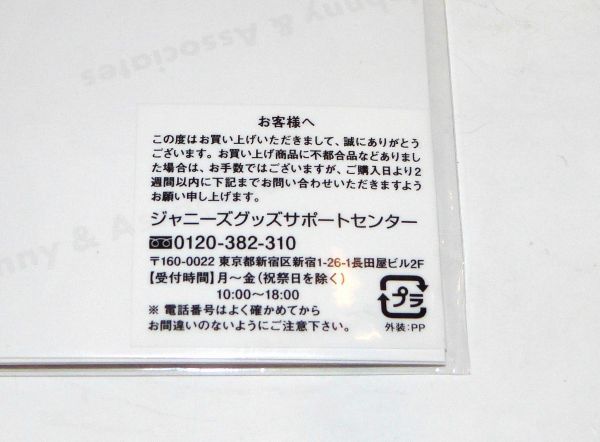 Johnny & Associates
お客様へ
この度はお買い上げいただきまして、誠にありがとう
ございます。お買い上げ商品に不都合品などありまし
た場合は、お手数ではございますが、ご購入日より2
週間以内に下記までお問い合わせいただきますよう
お願い申し上げます。
ジャニーズグッズサポートセンター
0120-382-310
〒160-0022 東京都新宿区新宿1-26-1長田屋ビル2F
【受付時間】月〜金（祝祭日を除く）
10:00〜18:00
※ 電話番号はよく確かめてから
お間違いのないようにご注意下さい。
プラ
外装:PP